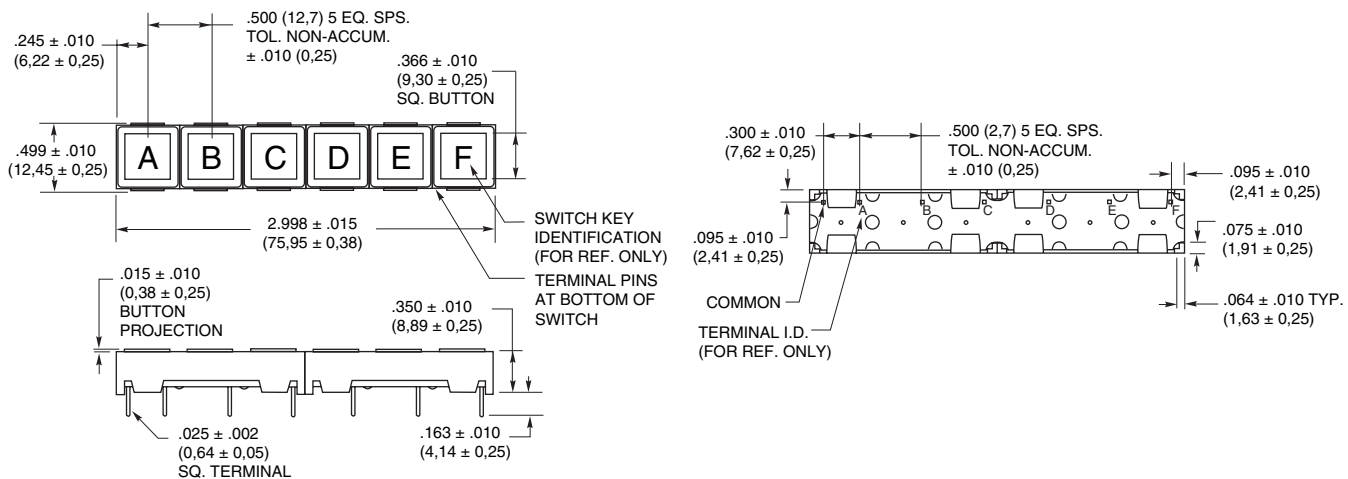 .500 (12,7) 5 EQ. SPS.
TOL. NON-ACCUM.
± .010 (0,25)
.245 ± .010
(6,22 ± 0,25)
.366 ± .010
(9,30 ± 0,25)
SQ. BUTTON
.499 ± .010
(12,45 ± 0,25)
A B C D E F
2.998 ± .015
(75,95 ± 0,38)
SWITCH KEY
IDENTIFICATION
(FOR REF. ONLY)
TERMINAL PINS
AT BOTTOM OF
SWITCH
.015 ± .010
(0,38 ± 0,25)
BUTTON
PROJECTION
.350 ± .010
(8,89 ± 0,25)
.025 ± .002
(0,64 ± 0,05)
SQ. TERMINAL
.163 ± .010
(4,14 ± 0,25)
.300 ± .010
(7,62 ± 0,25)
.500 (2,7) 5 EQ. SPS.
TOL. NON-ACCUM.
± .010 (0,25)
.095 ± .010
(2,41 ± 0,25)
A B C D E F
.095 ± .010
(2,41 ± 0,25)
.075 ± .010
(1,91 ± 0,25)
COMMON
TERMINAL I.D.
(FOR REF. ONLY)
.064 ± .010 TYP.
(1,63 ± 0,25)